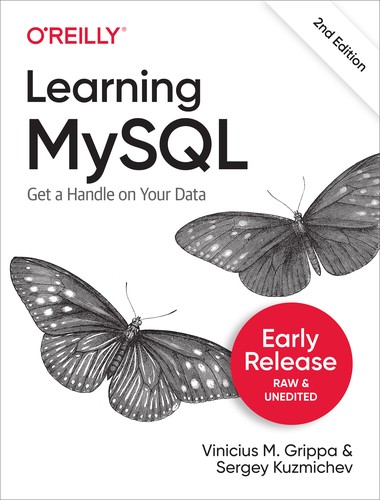 O'REILLY®
2nd Edition
Learning
MySQL
Get a Handle on Your Data
Early
Release
RAW &
UNEDITED
Vinicius M. Grippa &
Sergey Kuzmichev